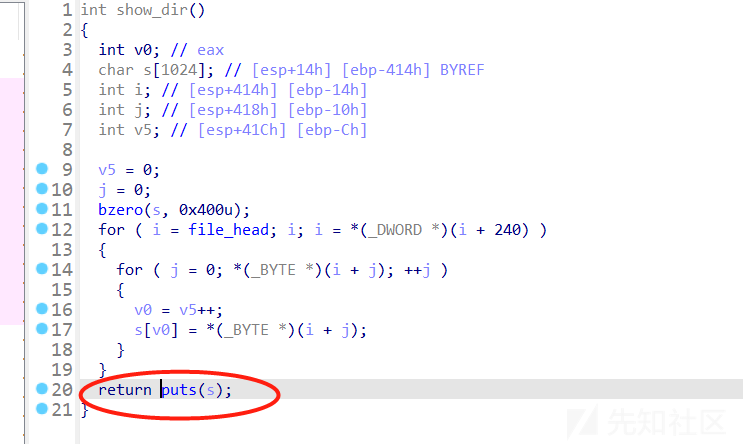 1 int show_dir()
2 {
3 int v0; // eax
4 char s[1024]; // [esp+14h] [ebp-414h] BYREF
5 int i; // [esp+414h] [ebp-14h]
6 int j; // [esp+418h] [ebp-10h]
7 int v5; // [esp+41Ch] [ebp-Ch]
8
9 v5 = 0;
10 j = 0;
11 bzero(s, 0x400u);
12 for ( i = file_head; i; i = *(_DWORD *)(i + 240) )
13 {
14 for ( j = 0; *(_BYTE *)(i + j); ++j )
15 {
16 v0 = v5++;
17 s[v0] = *(_BYTE *)(i + j);
18 }
19 }
20 return puts(s);
21 }
先知社区